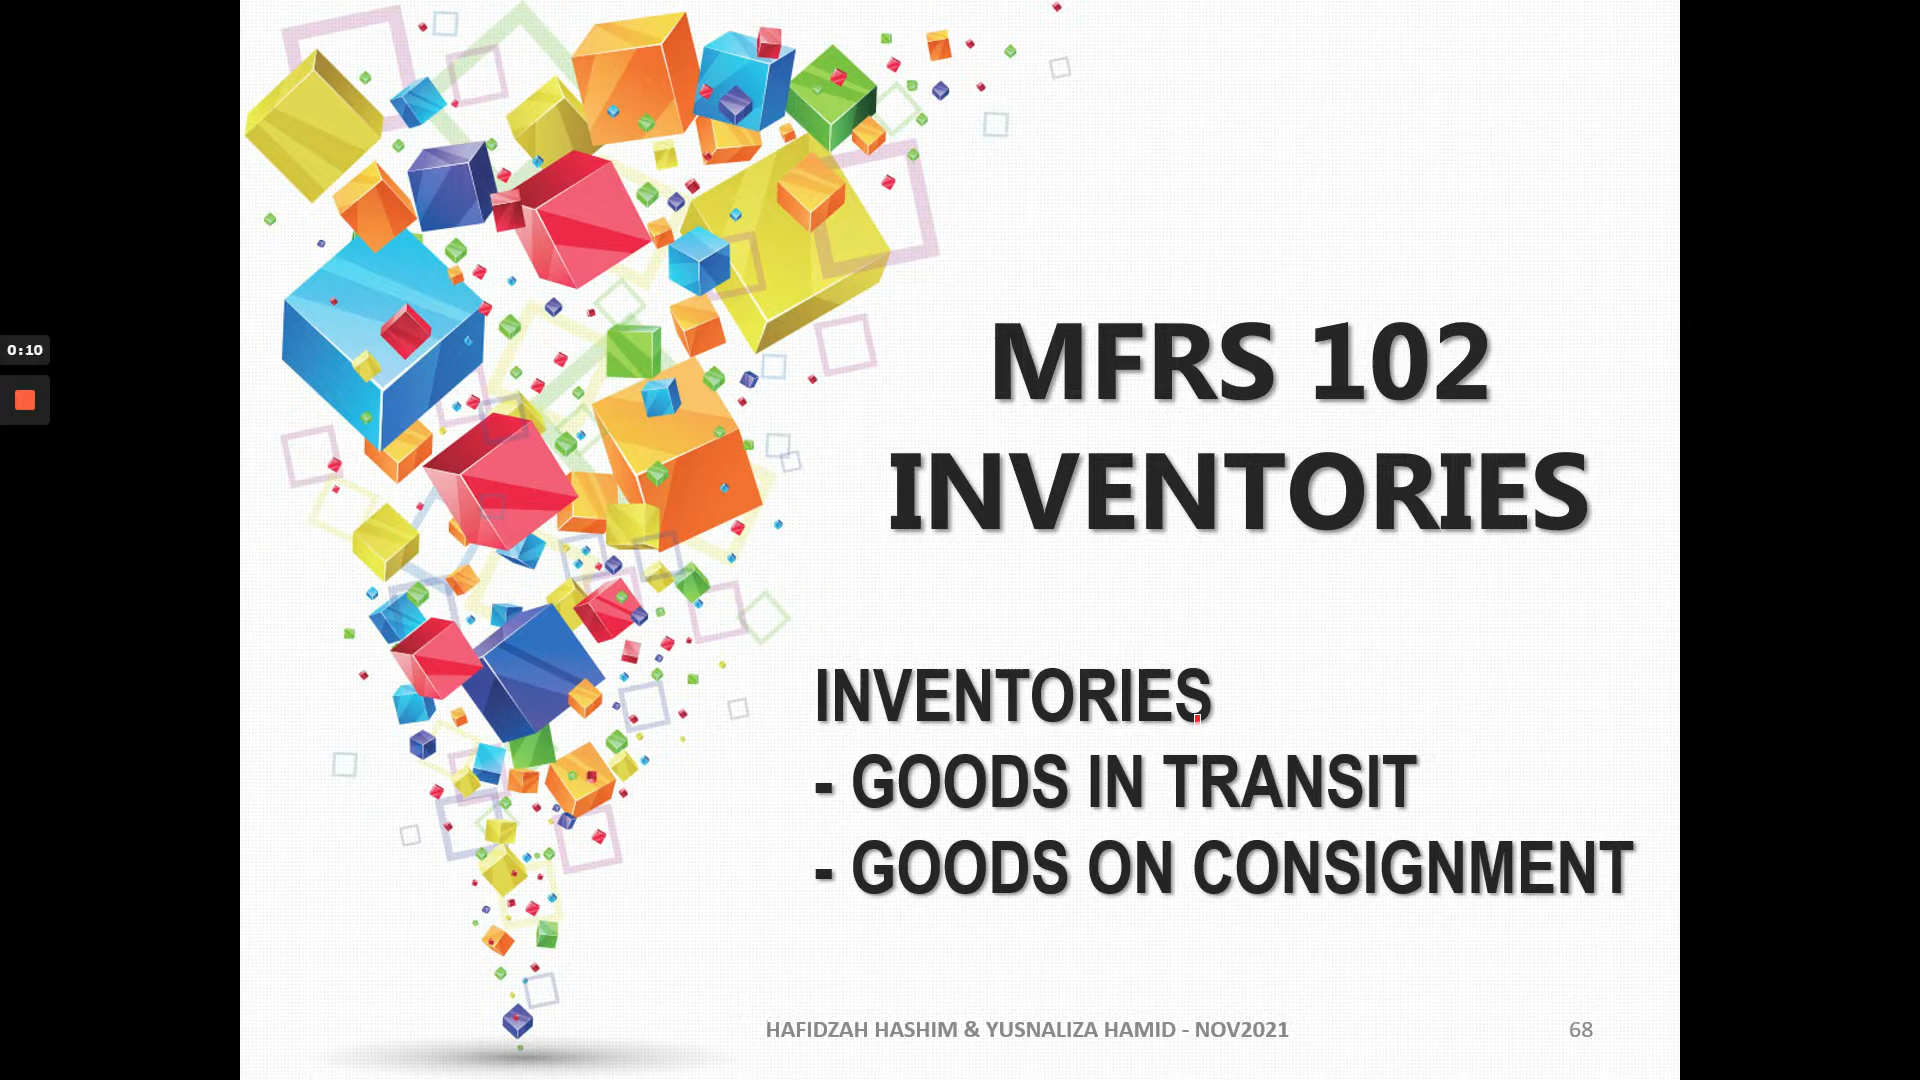 0:10
MFRS 102
INVENTORIES
INVENTORIES
- GOODS IN TRANSIT
- GOODS ON CONSIGNMENT
HAFIDZAH HASHIM & YUSNALIZA HAMID - NOV2021
68